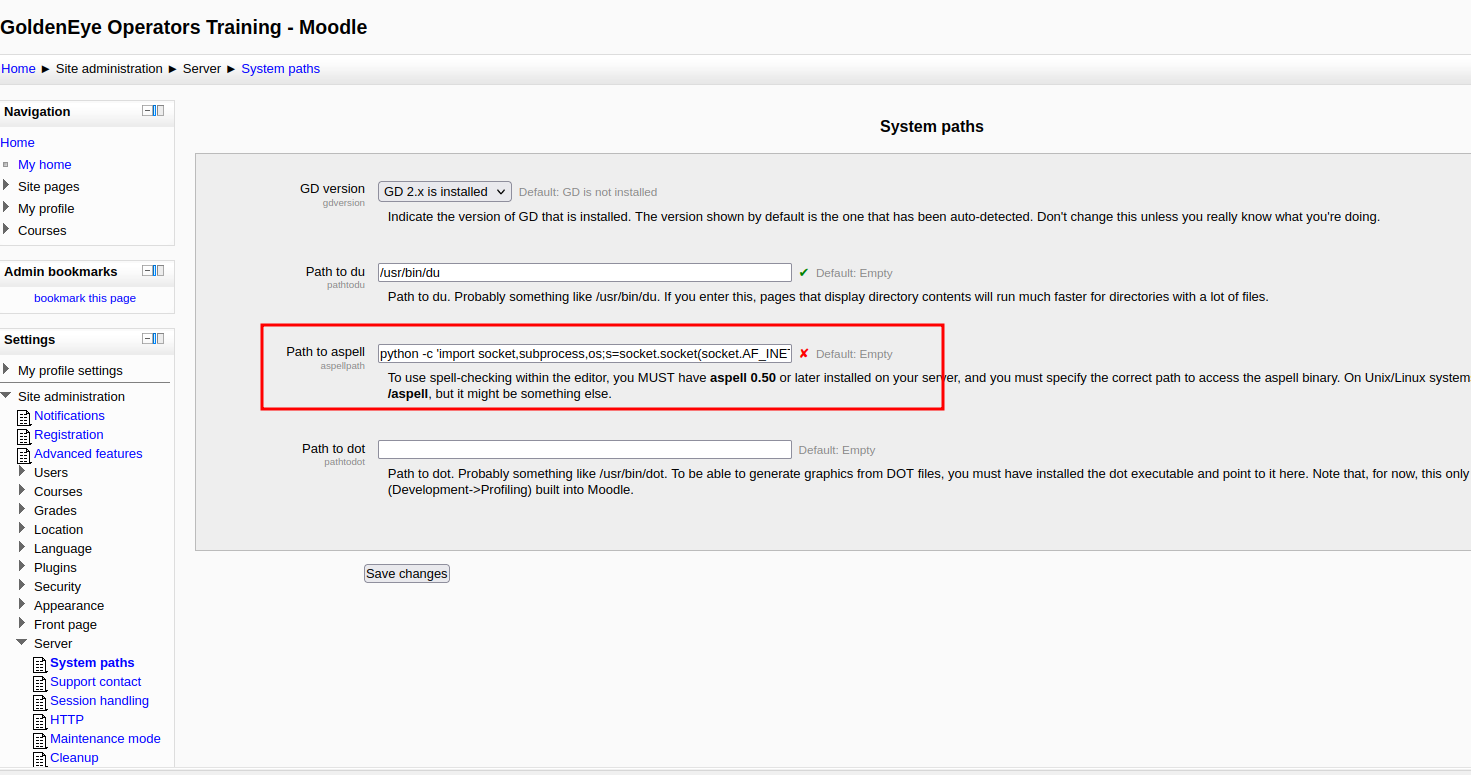 GoldenEye Operators Training - Moodle
Home ► Site administration ► Server ► System paths
Navigation
Home
My home
Site pages
My profile
Courses
Admin bookmarks
bookmark this page
Settings
My profile settings
Site administration
Notifications
Registration
Advanced features
Users
Courses
Grades
Location
Language
Plugins
Security
Appearance
Front page
Server
System paths
Support contact
Session handling
HTTP
Maintenance mode
Cleanup
System paths
GD version GD 2.x is installed Default: GD is not installed
gdversion
Indicate the version of GD that is installed. The version shown by default is the one that has been auto-detected. Don't change this unless you really know what you're doing.
Path to du /usr/bin/du ✔ Default: Empty
pathtodu
Path to du. Probably something like /usr/bin/du. If you enter this, pages that display directory contents will run much faster for directories with a lot of files.
Path to aspell python -c 'import socket,subprocess,os;s=socket.socket(socket.AF_INET ✘ Default: Empty
aspellpath
To use spell-checking within the editor, you MUST have aspell 0.50 or later installed on your server, and you must specify the correct path to access the aspell binary. On Unix/Linux system
/aspell, but it might be something else.
Path to dot Default: Empty
pathtodot
Path to dot. Probably something like /usr/bin/dot. To be able to generate graphics from DOT files, you must have installed the dot executable and point to it here. Note that, for now, this only
(Development->Profiling) built into Moodle.
Save changes